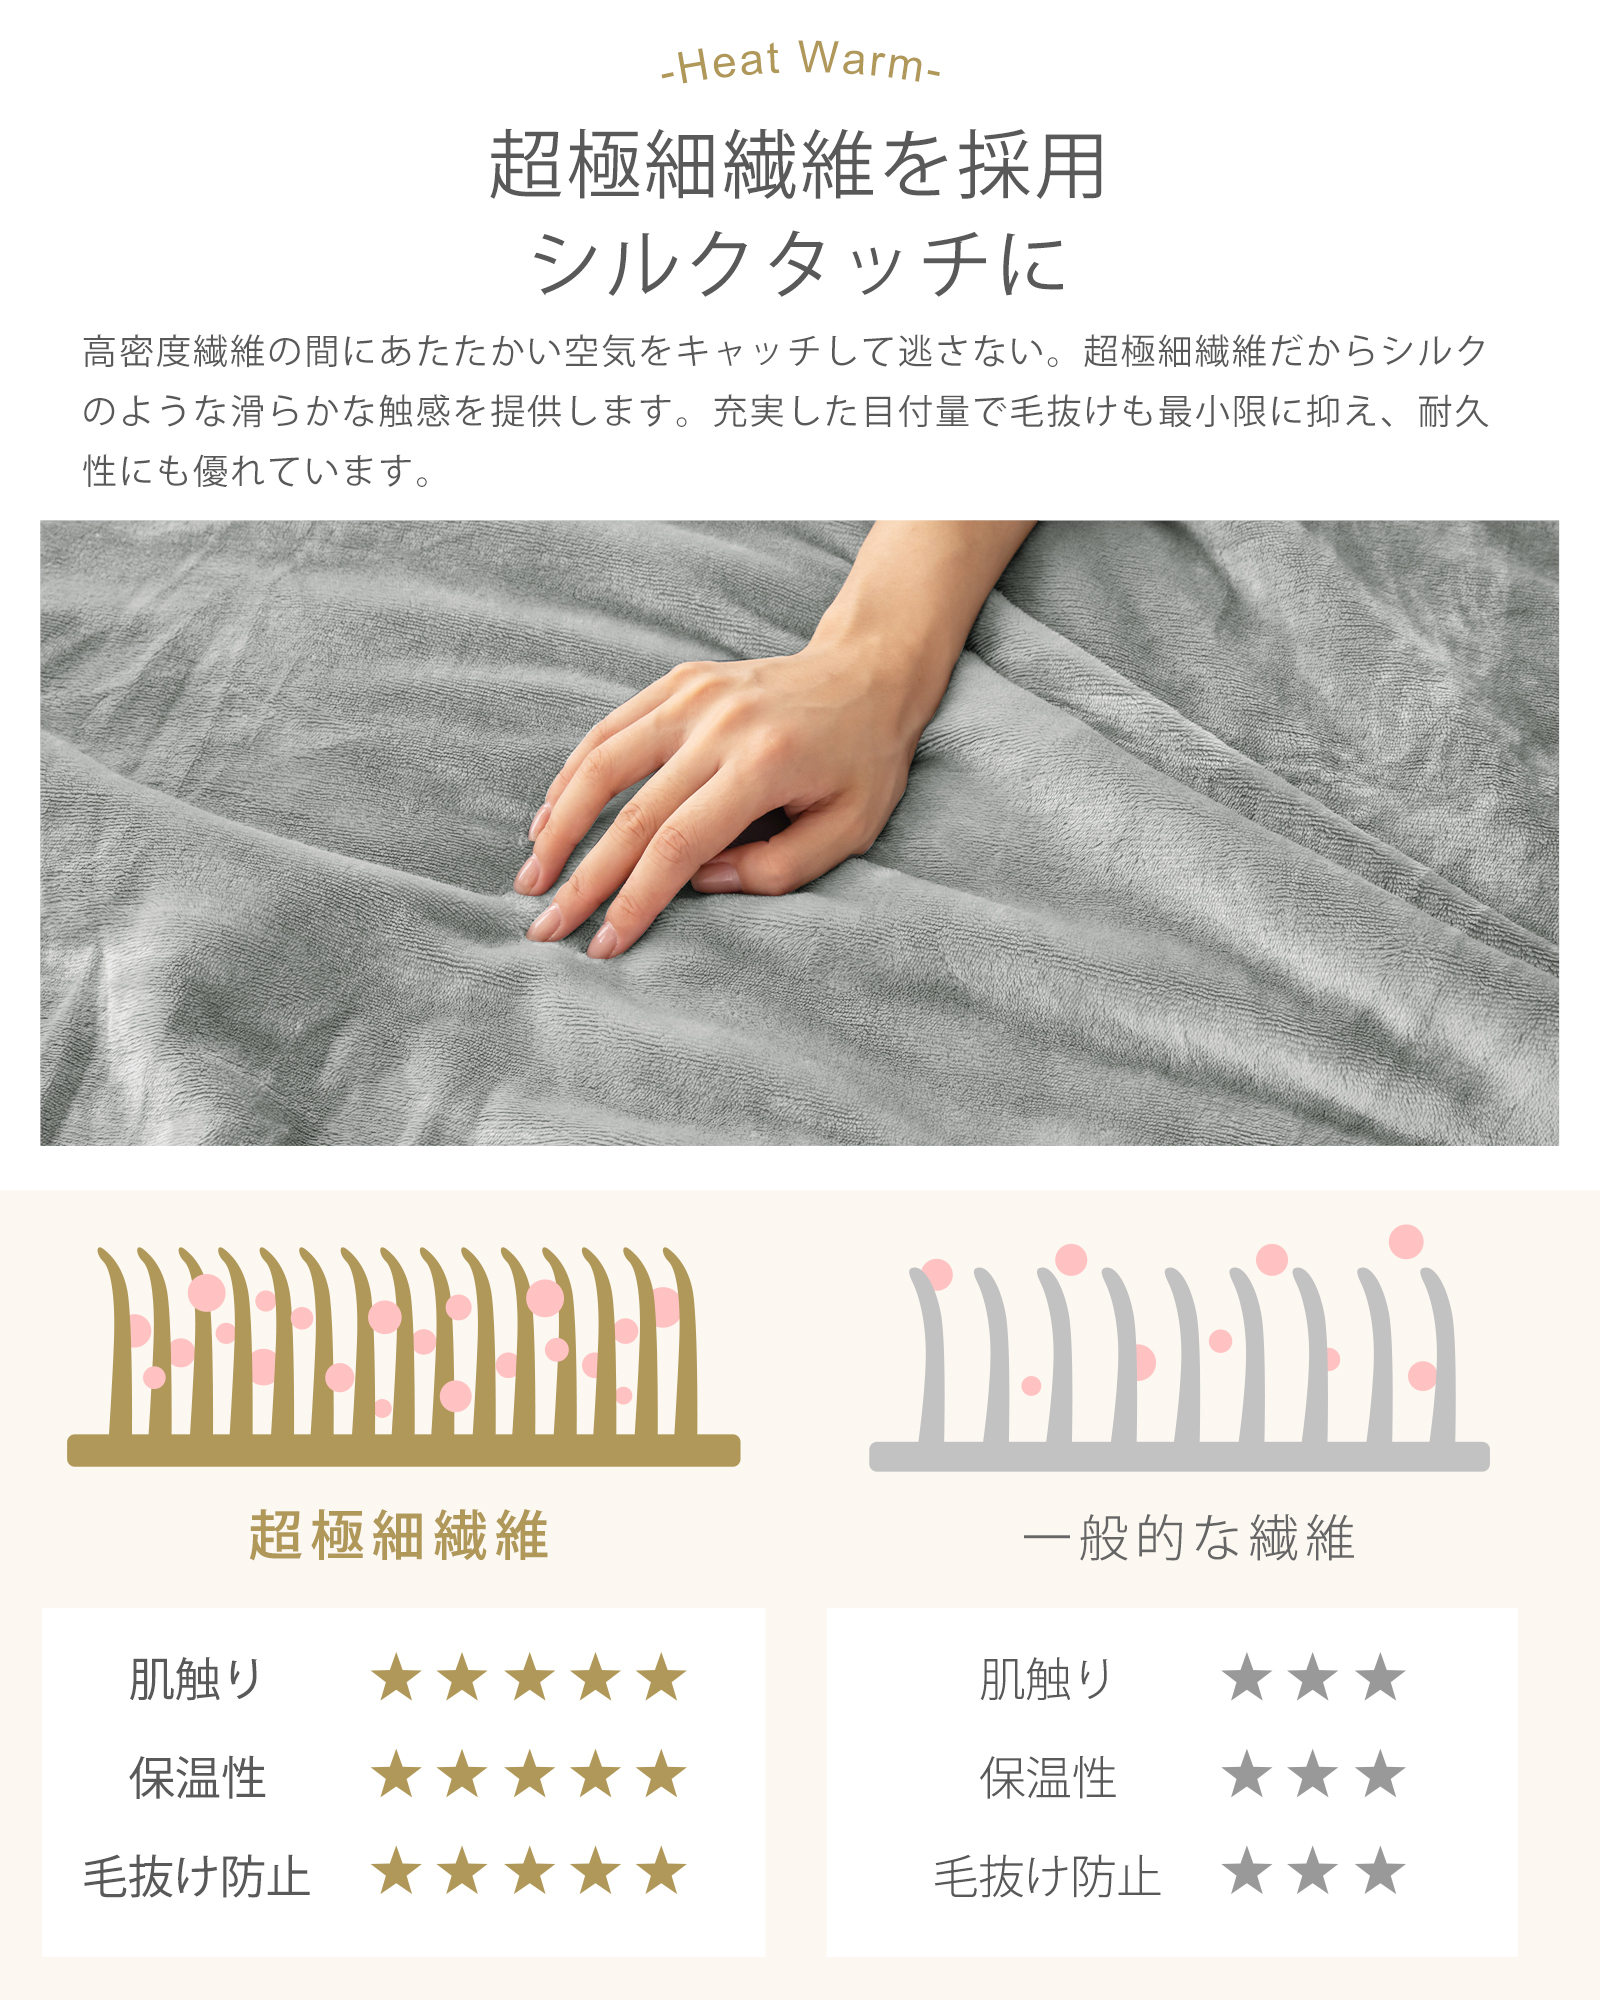 -Heat Warm-
超極細繊維を採用
シルクタッチに
高密度繊維の間にあたたかい空気をキャッチして逃さない。超極細繊維だからシルク
のような滑らかな触感を提供します。充実した目付量で毛抜けも最小限に抑え、耐久
性にも優れています。
超極細繊維
一般的な繊維
肌触り ★★★★★
保温性 ★★★★★
毛抜け防止 ★★★★★
肌触り ★★★
保温性 ★★★
毛抜け防止 ★★★